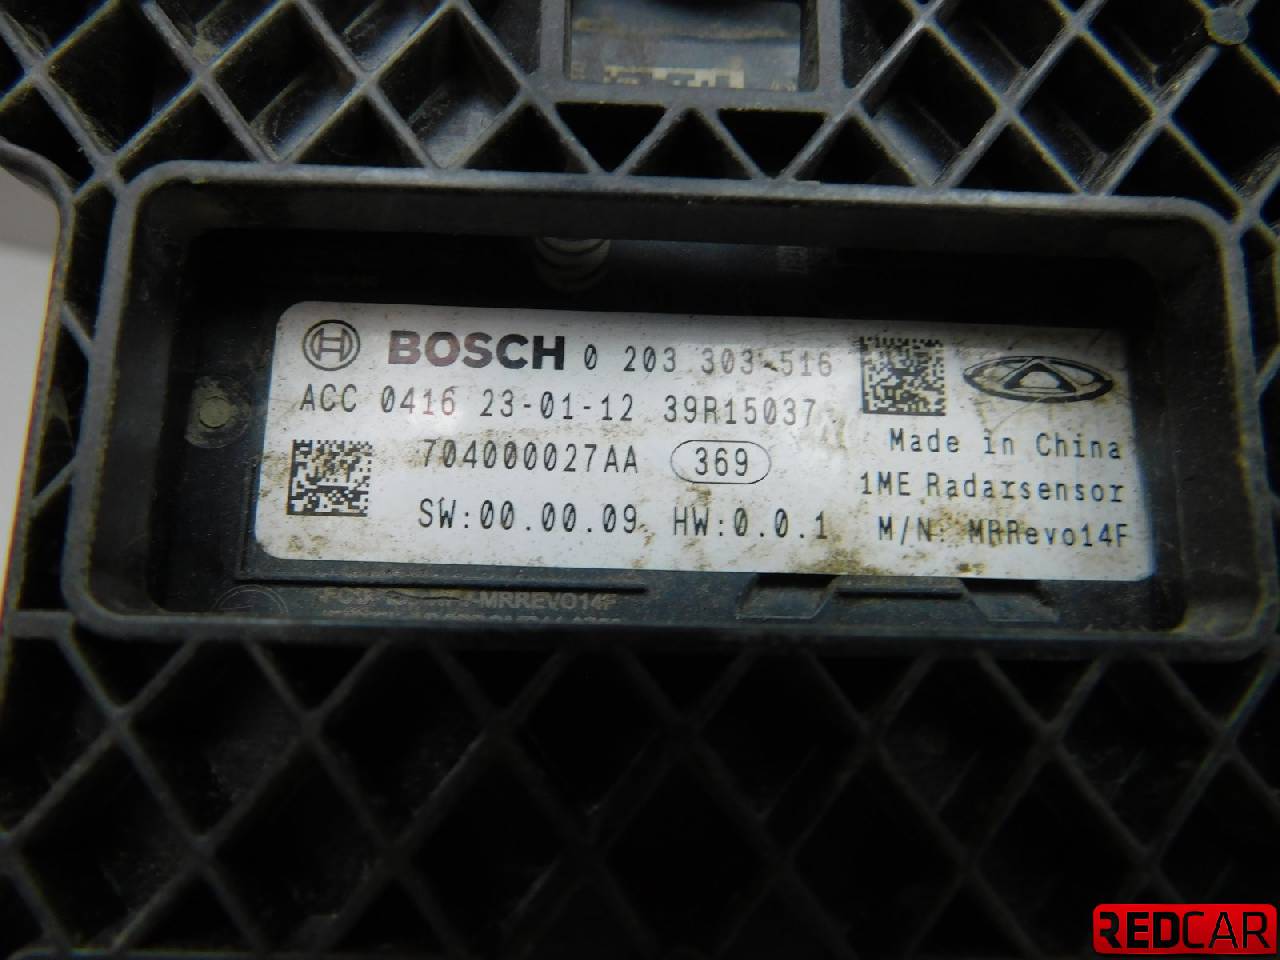 BOSCH 0 203 303 516
ACC 0416 23-01-12 39R15037
704000027AA 369
SW:00.00.09 HW:0.0.1
Made in China
1ME Radarsensor
M/N: MRRevo14F
MRREVO14F
REDCAR